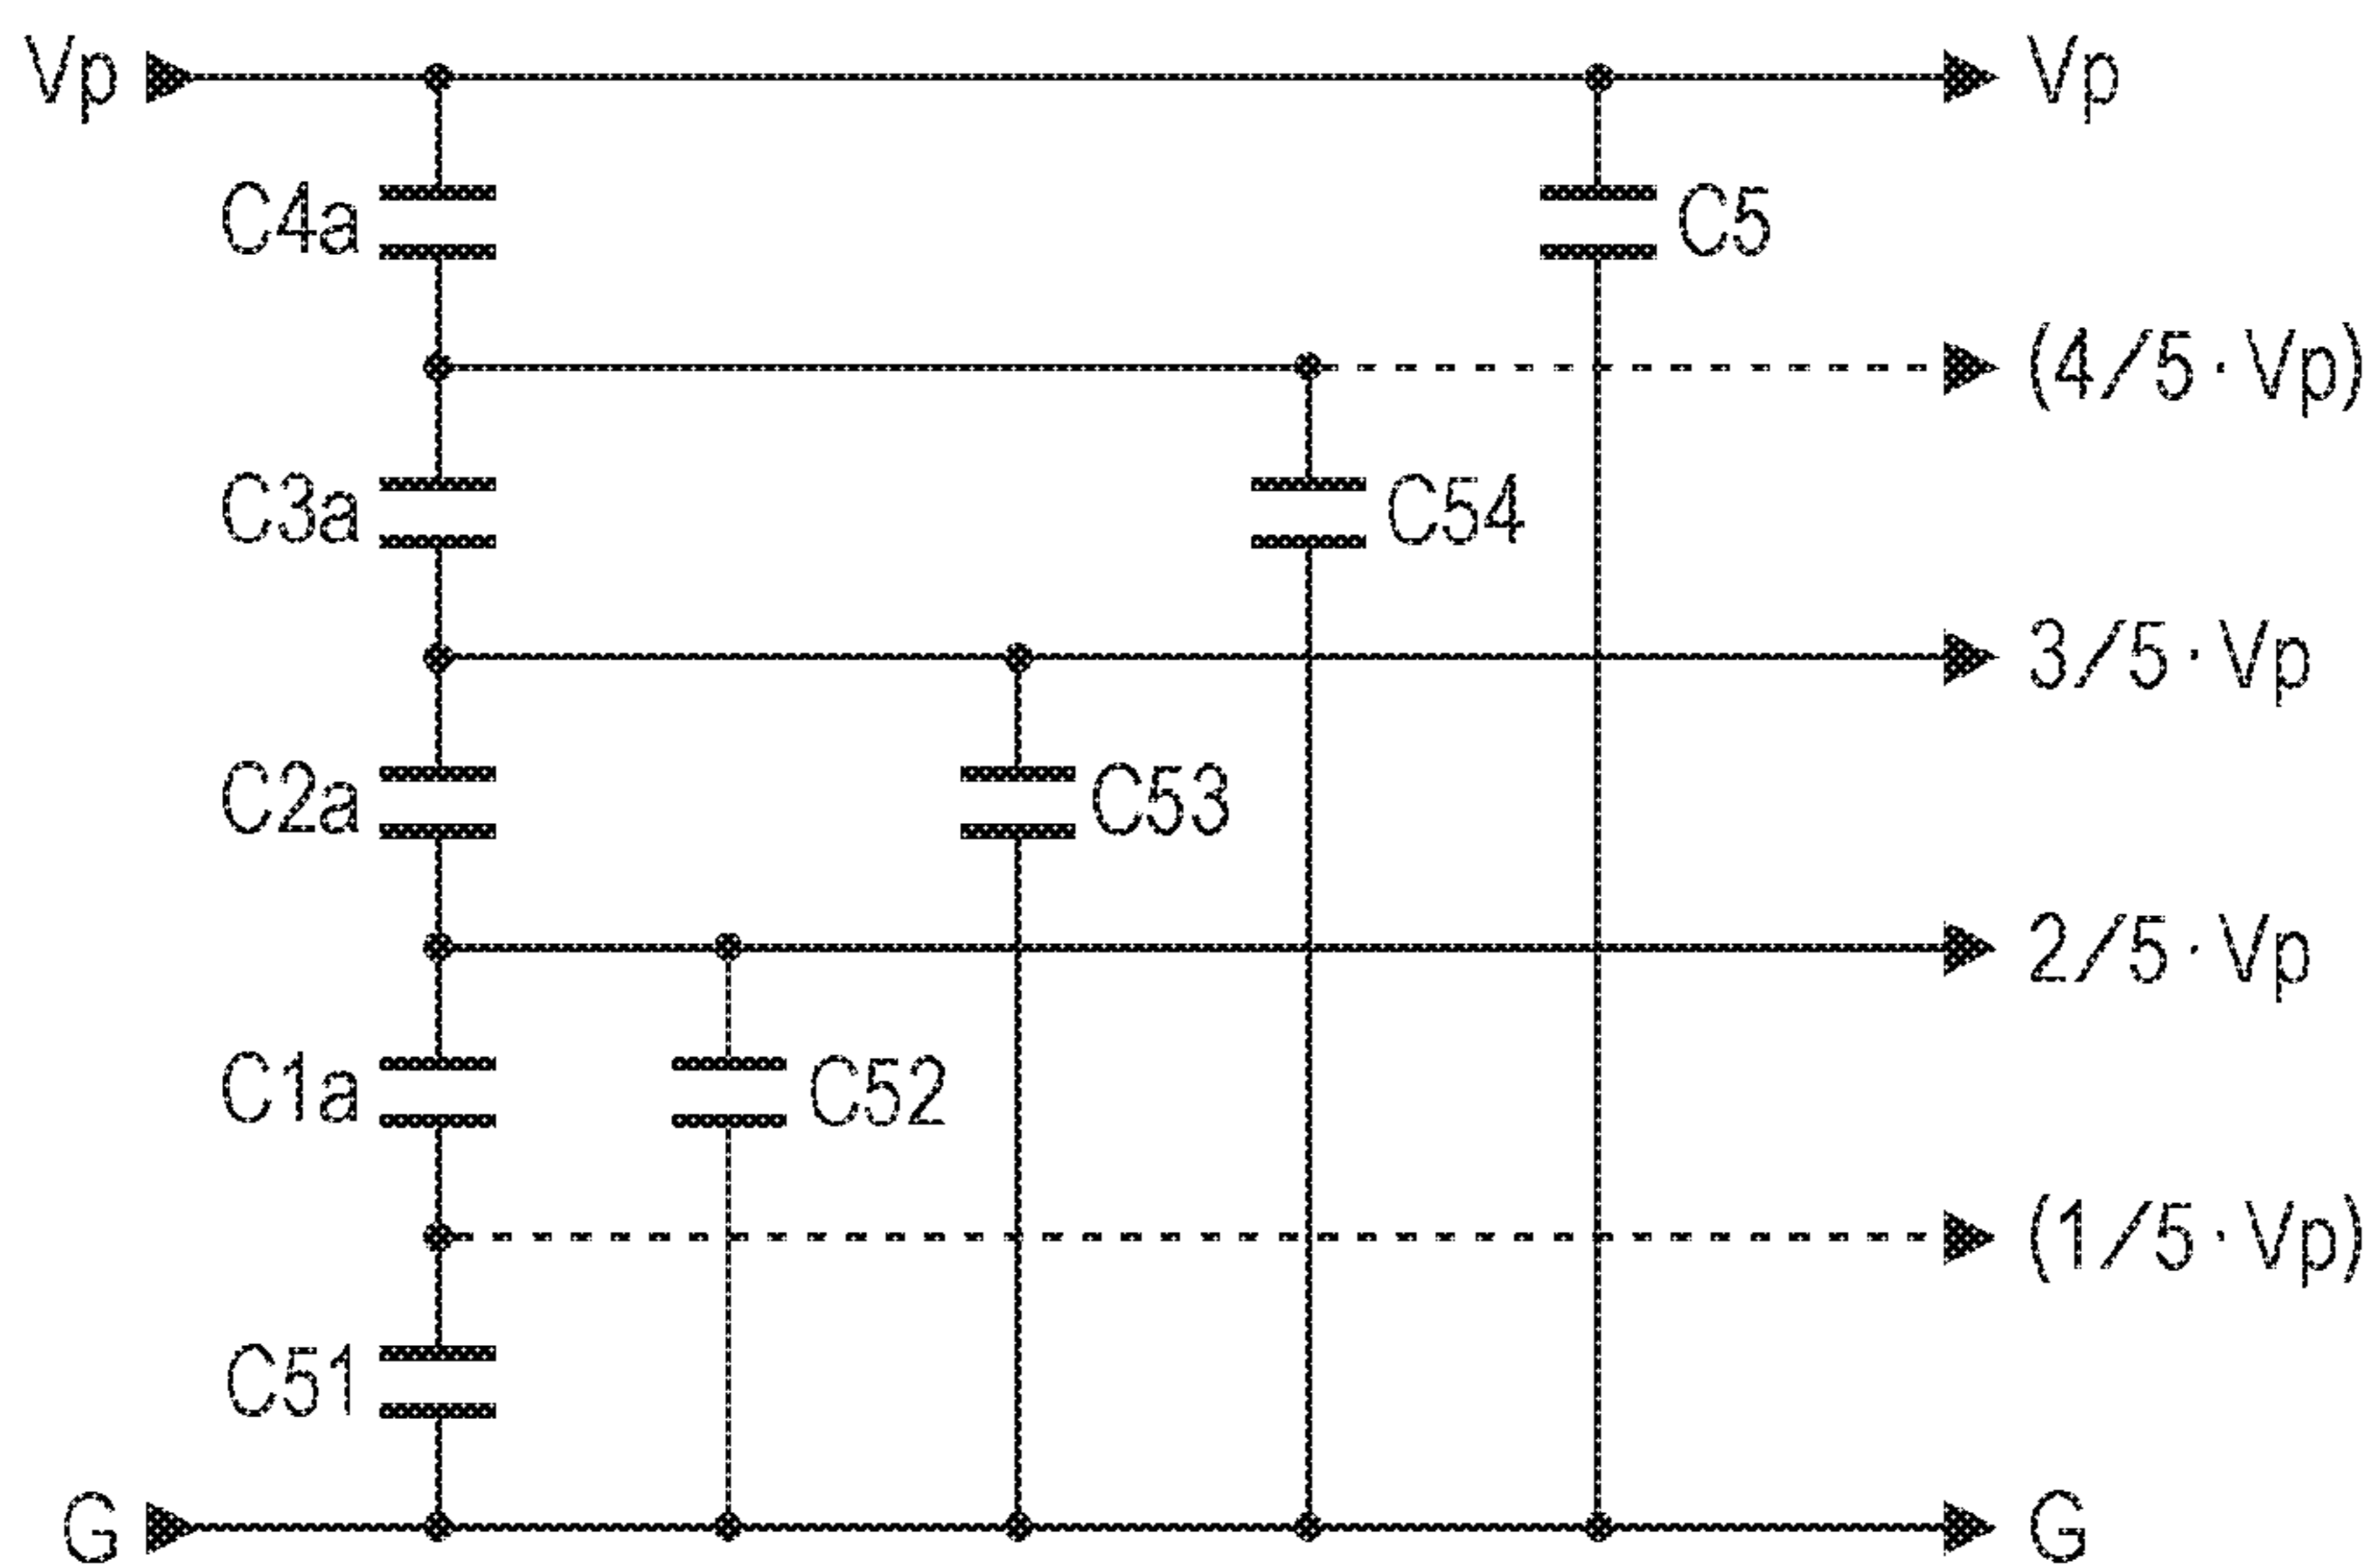 Vp Vp
C4a C5
(4/5·Vp)
C3a C54
3/5·Vp
C2a C53
2/5·Vp
C1a C52
(1/5·Vp)
C51
G G